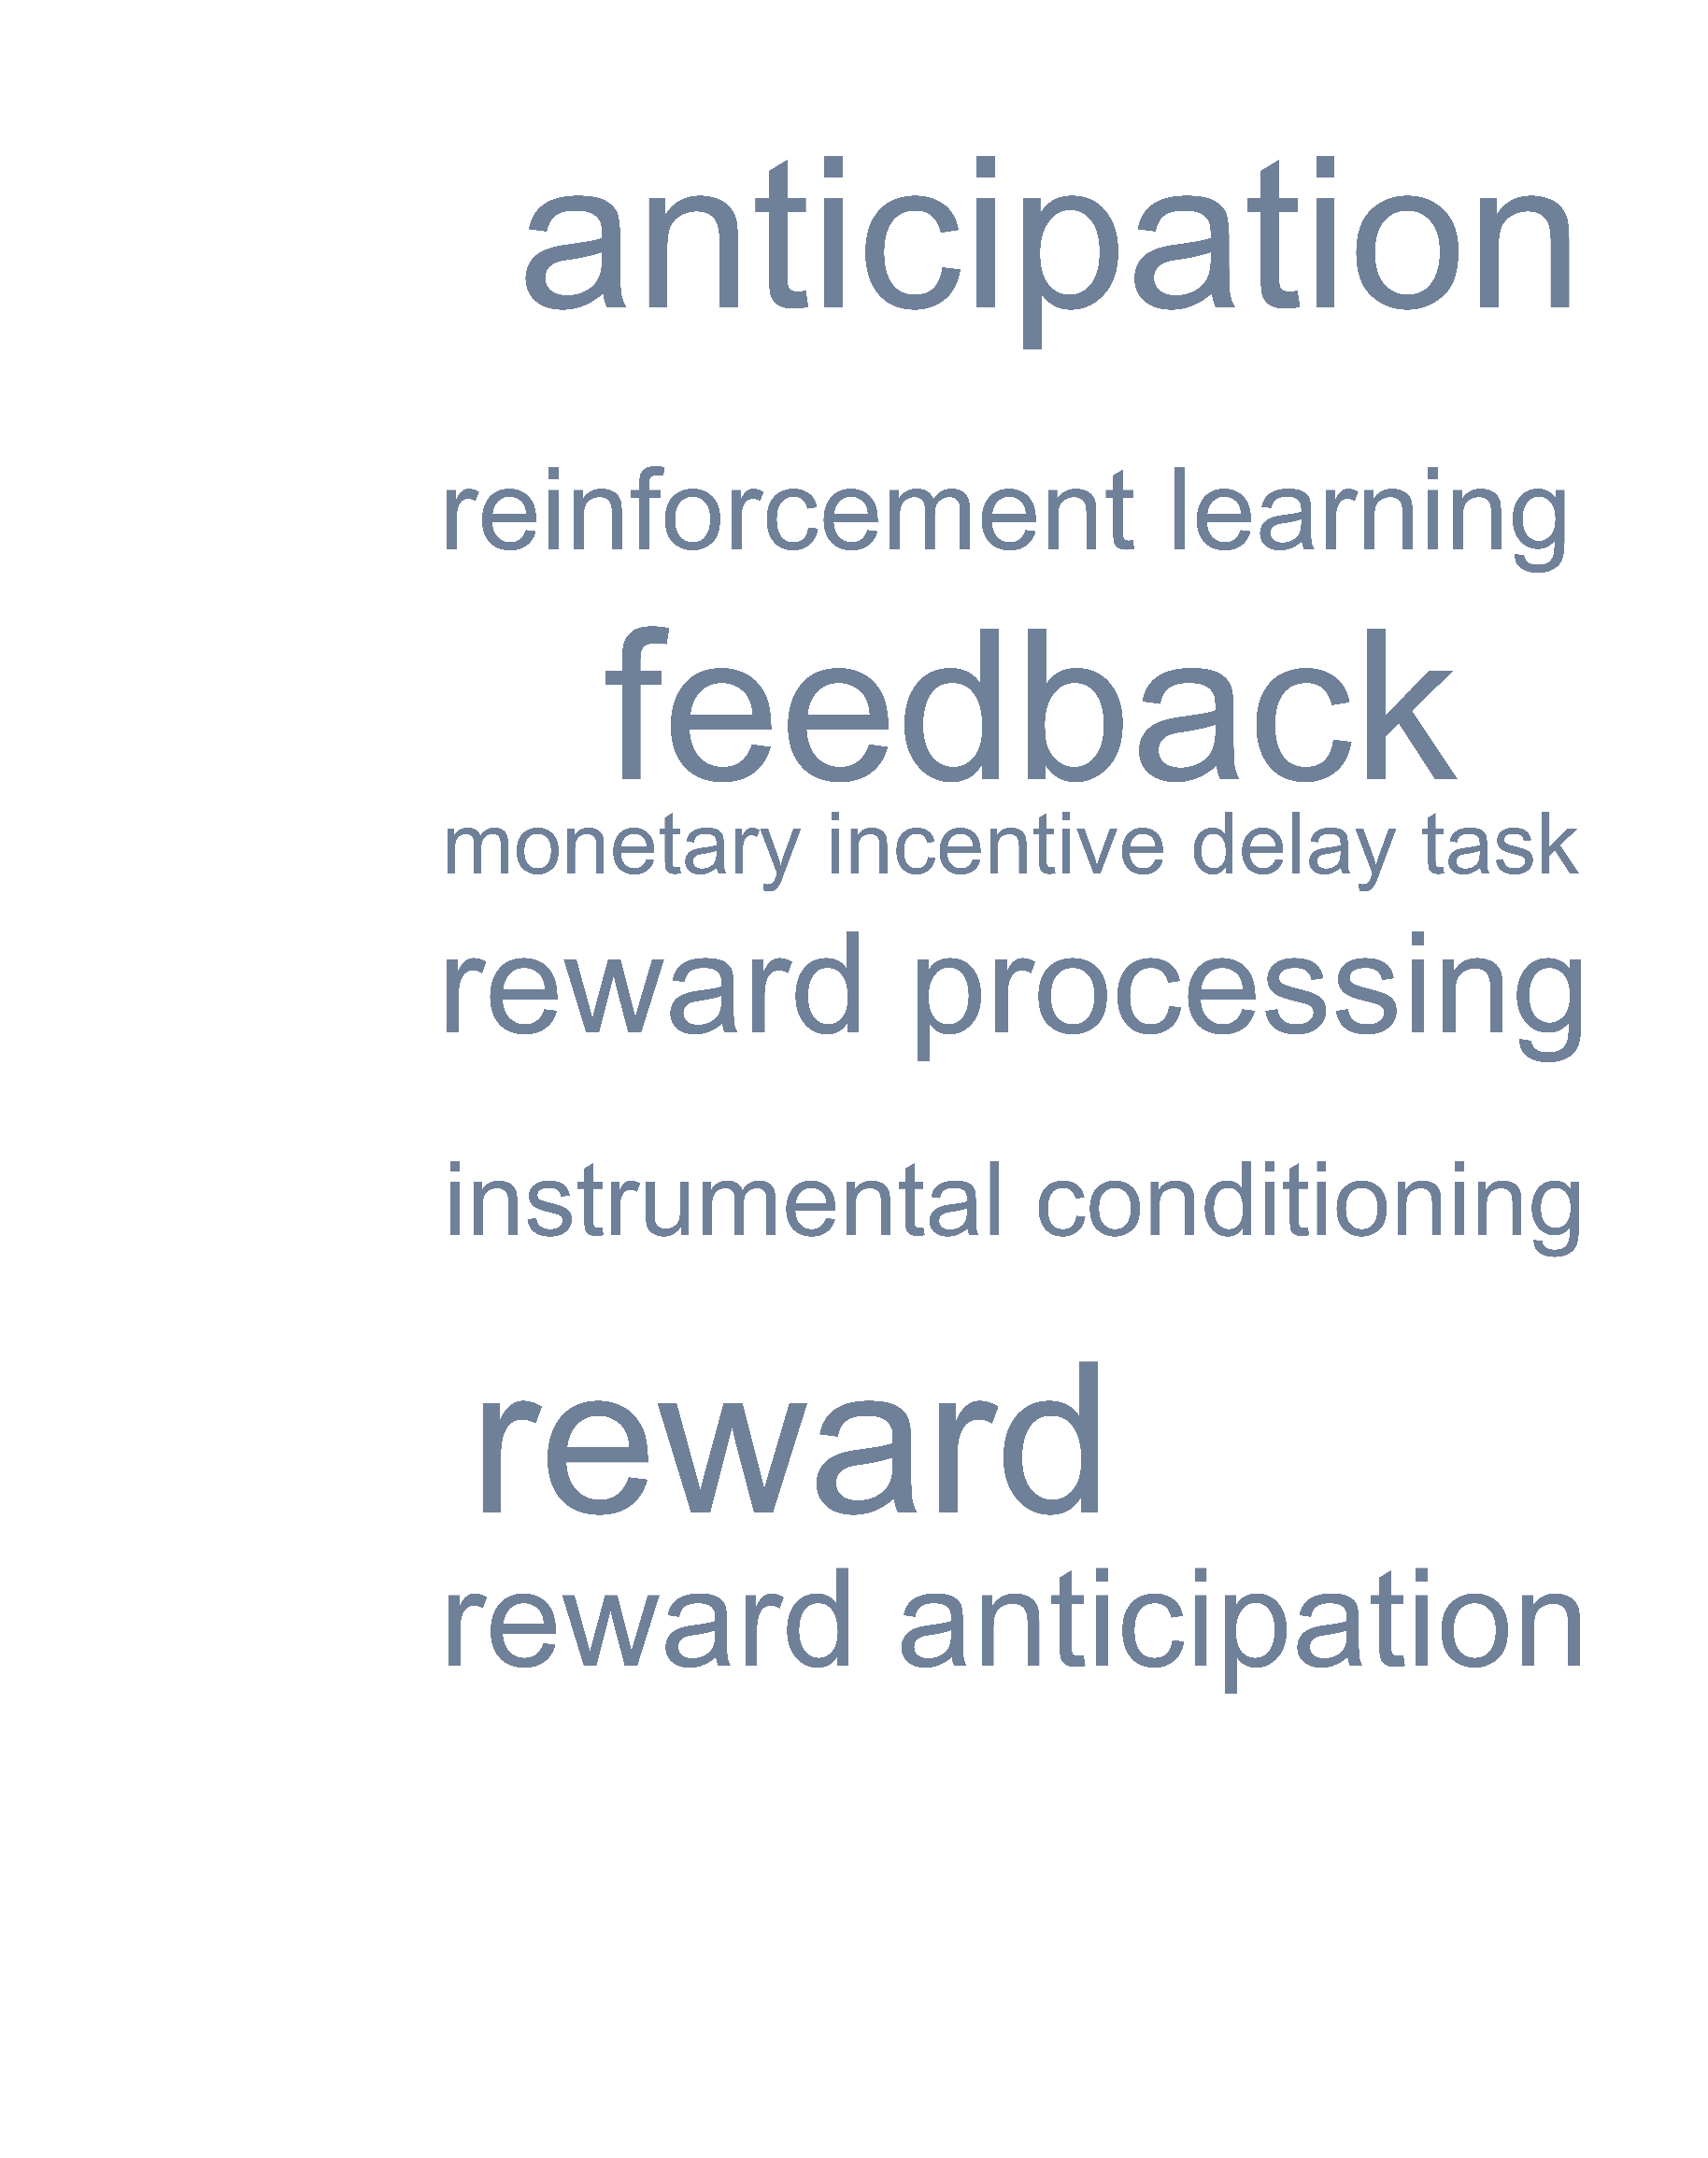 anticipation
reinforcement learning
feedback
monetary incentive delay task
reward processing
instrumental conditioning
reward
reward anticipation